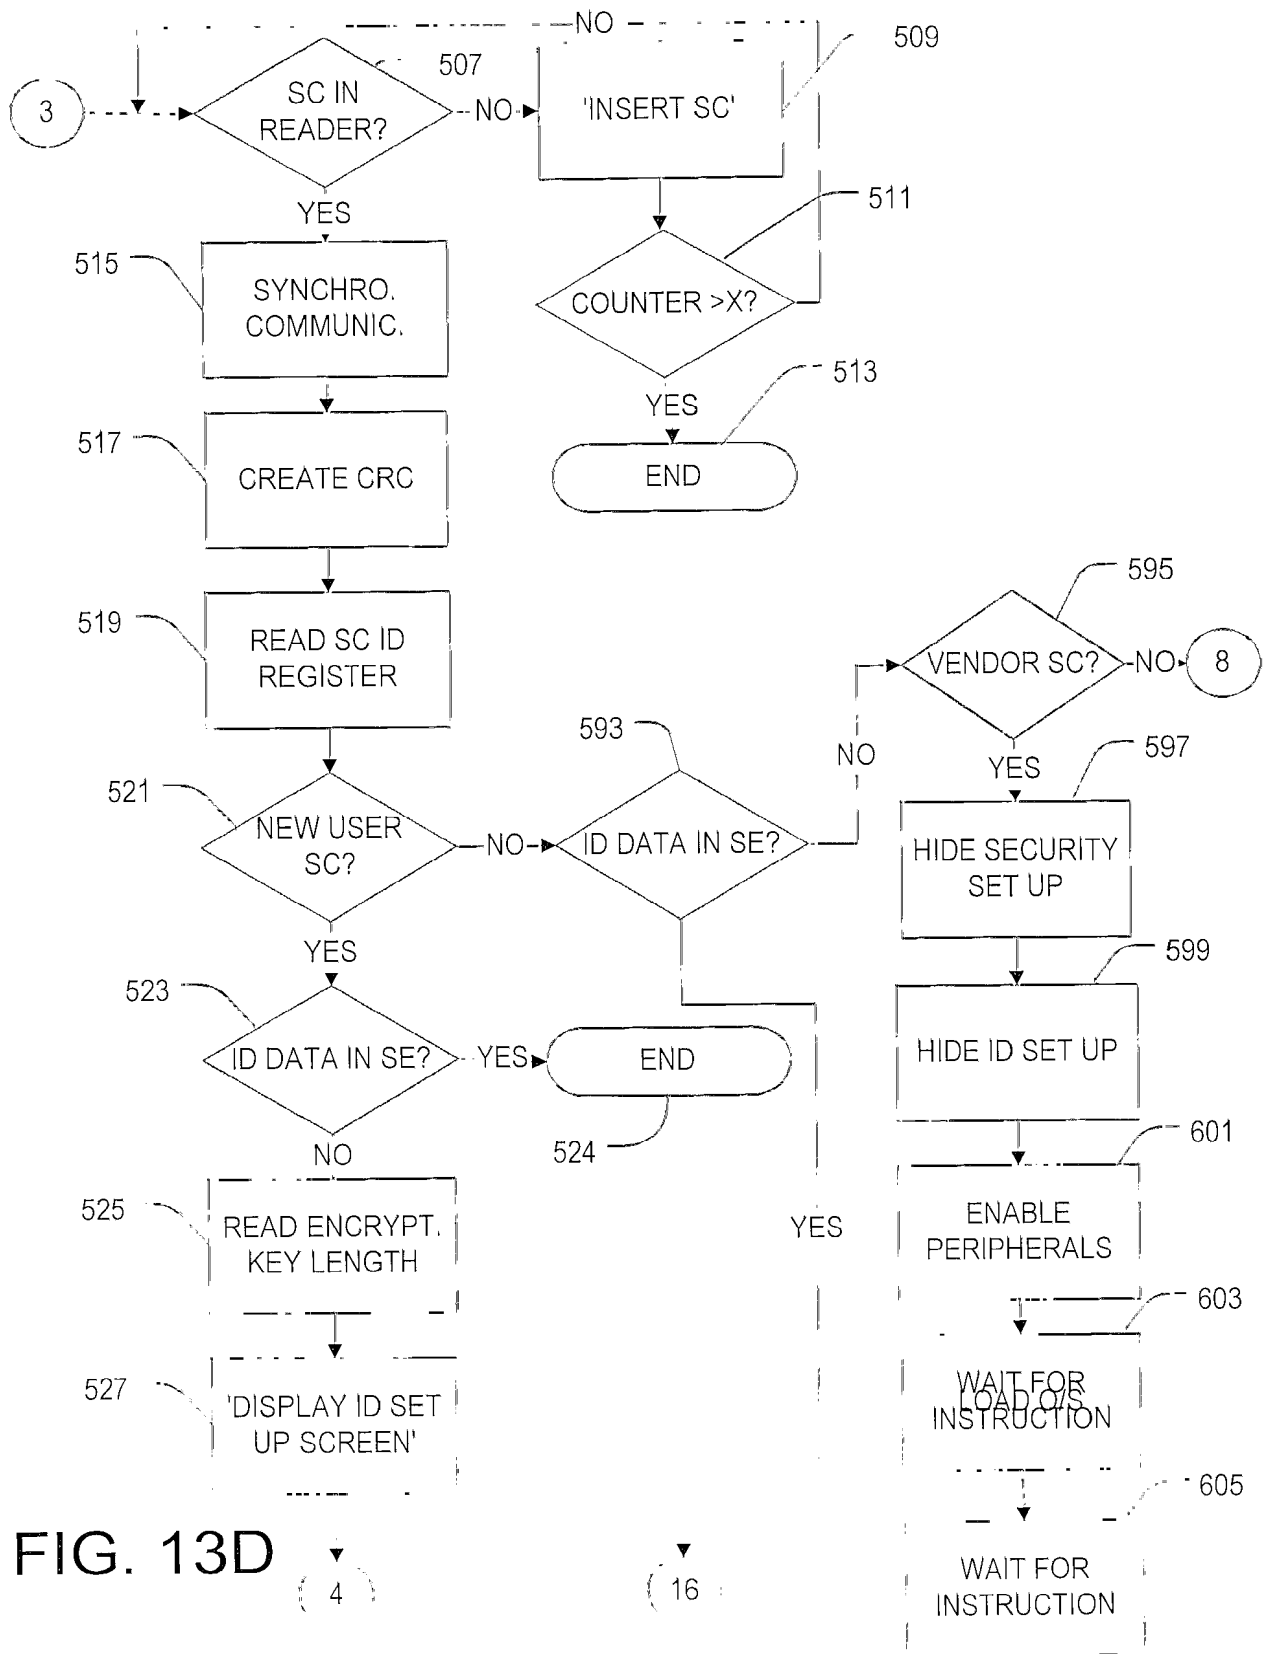 NO
509
507
3
SC IN
READER?
NO
'INSERT SC'
YES
511
515
SYNCHRO.
COMMUNIC.
COUNTER >X?
513
YES
517
CREATE CRC
END
595
519
READ SC ID
REGISTER
VENDOR SC?
NO
8
593
NO
597
YES
521
NEW USER
SC?
NO
ID DATA IN SE?
HIDE SECURITY
SET UP
YES
599
523
ID DATA IN SE?
YES
END
HIDE ID SET UP
524
601
NO
525
READ ENCRYPT.
KEY LENGTH
YES
ENABLE
PERIPHERALS
603
527
'DISPLAY ID SET
UP SCREEN'
WAIT FOR
LOAD O/S
INSTRUCTION
605
FIG. 13D
4
16
WAIT FOR
INSTRUCTION